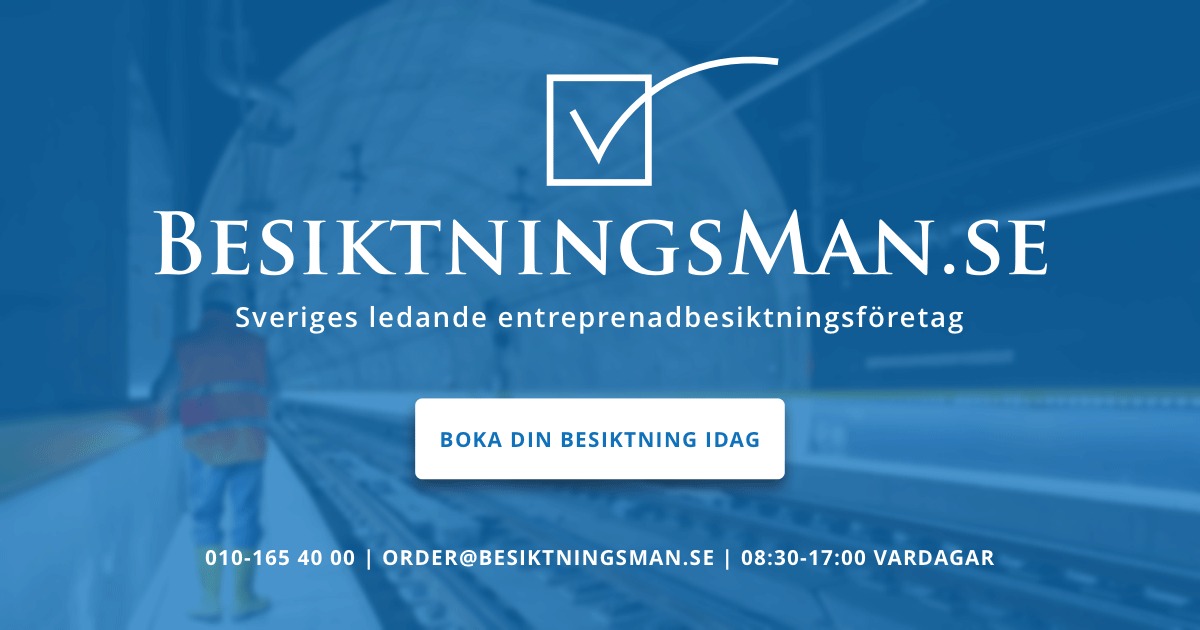 BESIKTNINGSMAN.SE
Sveriges ledande entreprenadbesiktningsföretag
BOKA DIN BESIKTNING IDAG
010-165 40 00 | ORDER@BESIKTNINGSMAN.SE | 08:30-17:00 VARDAGAR